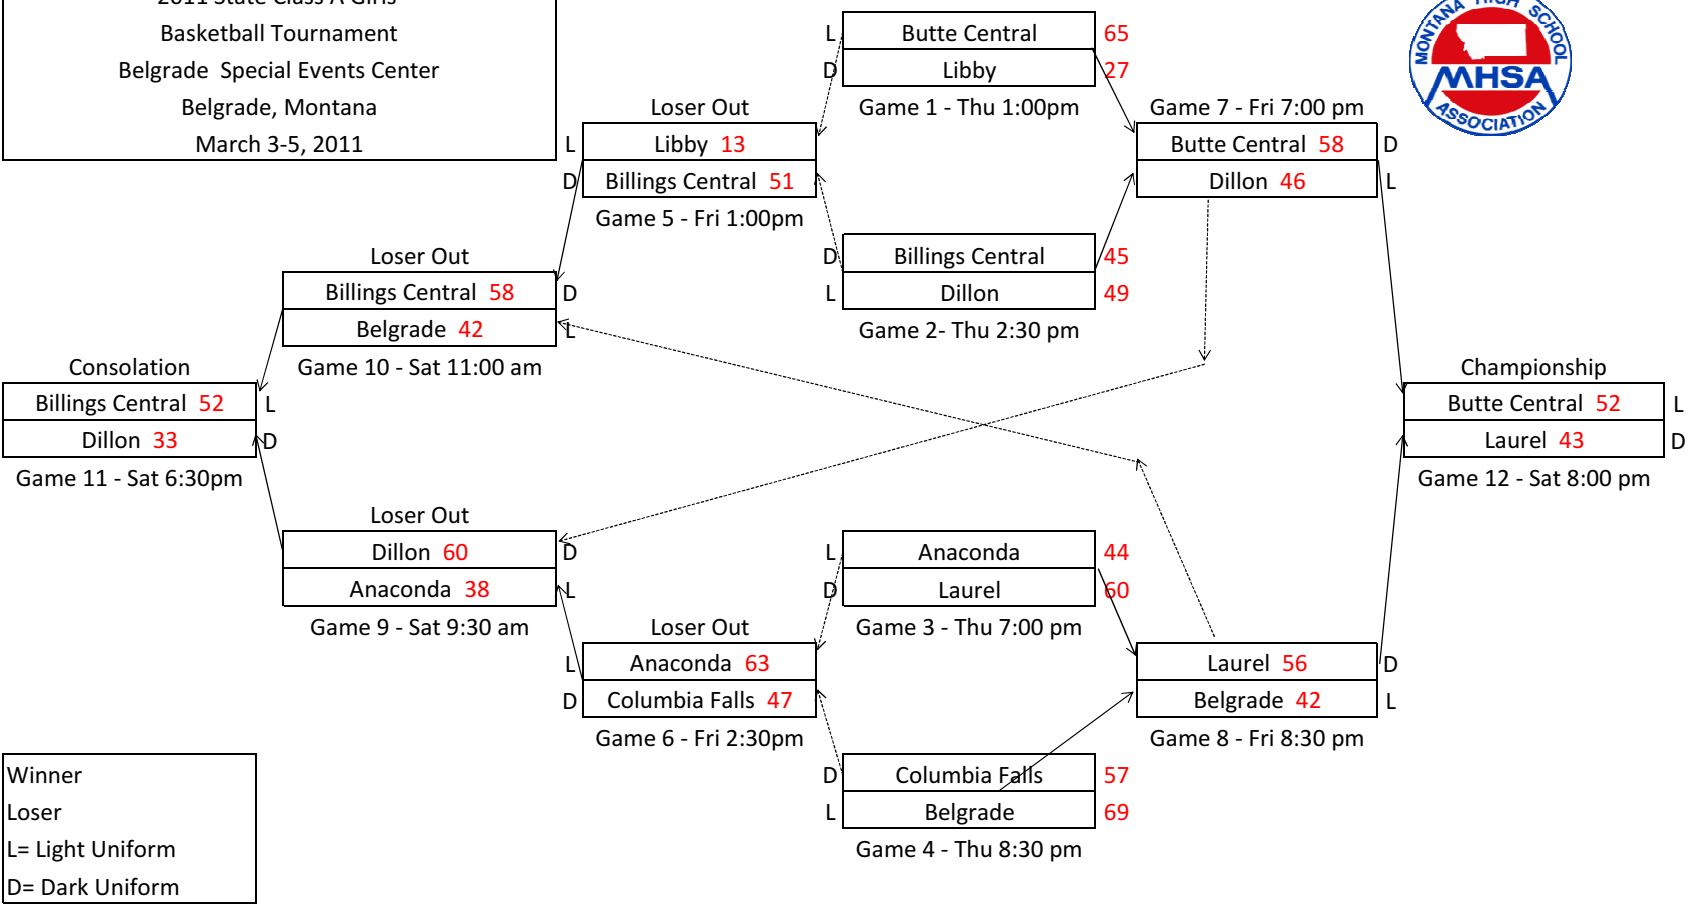 2011 State Class A Girls
Basketball Tournament
Belgrade Special Events Center
Belgrade, Montana
March 3-5, 2011
MONTANA HIGH SCHOOL
MHSA
ASSOCIATION
L Butte Central 65
D Libby 27
Game 1 - Thu 1:00pm
Loser Out
L Libby 13
D Billings Central 51
Game 5 - Fri 1:00pm
Game 7 - Fri 7:00 pm
Butte Central 58 D
Dillon 46 L
D Billings Central 45
L Dillon 49
Game 2- Thu 2:30 pm
Loser Out
Billings Central 58 D
Belgrade 42 L
Game 10 - Sat 11:00 am
Consolation
Billings Central 52 L
Dillon 33 D
Game 11 - Sat 6:30pm
Championship
Butte Central 52 L
Laurel 43 D
Game 12 - Sat 8:00 pm
Loser Out
Dillon 60 D
Anaconda 38 L
Game 9 - Sat 9:30 am
L Anaconda 44
D Laurel 60
Game 3 - Thu 7:00 pm
Loser Out
L Anaconda 63
D Columbia Falls 47
Game 6 - Fri 2:30pm
Laurel 56 D
Belgrade 42 L
Game 8 - Fri 8:30 pm
D Columbia Falls 57
L Belgrade 69
Game 4 - Thu 8:30 pm
Winner
Loser
L= Light Uniform
D= Dark Uniform